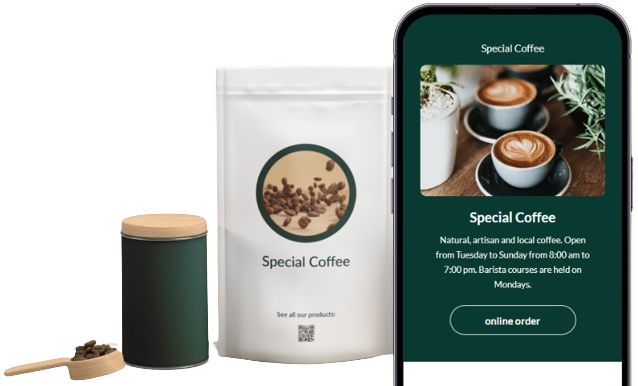 Special Coffee
See all our products:
Special Coffee
Special Coffee
Natural, artisan and local coffee. Open
from Tuesday to Sunday from 8:00 am to
7:00 pm. Barista courses are held on
Mondays.
online order